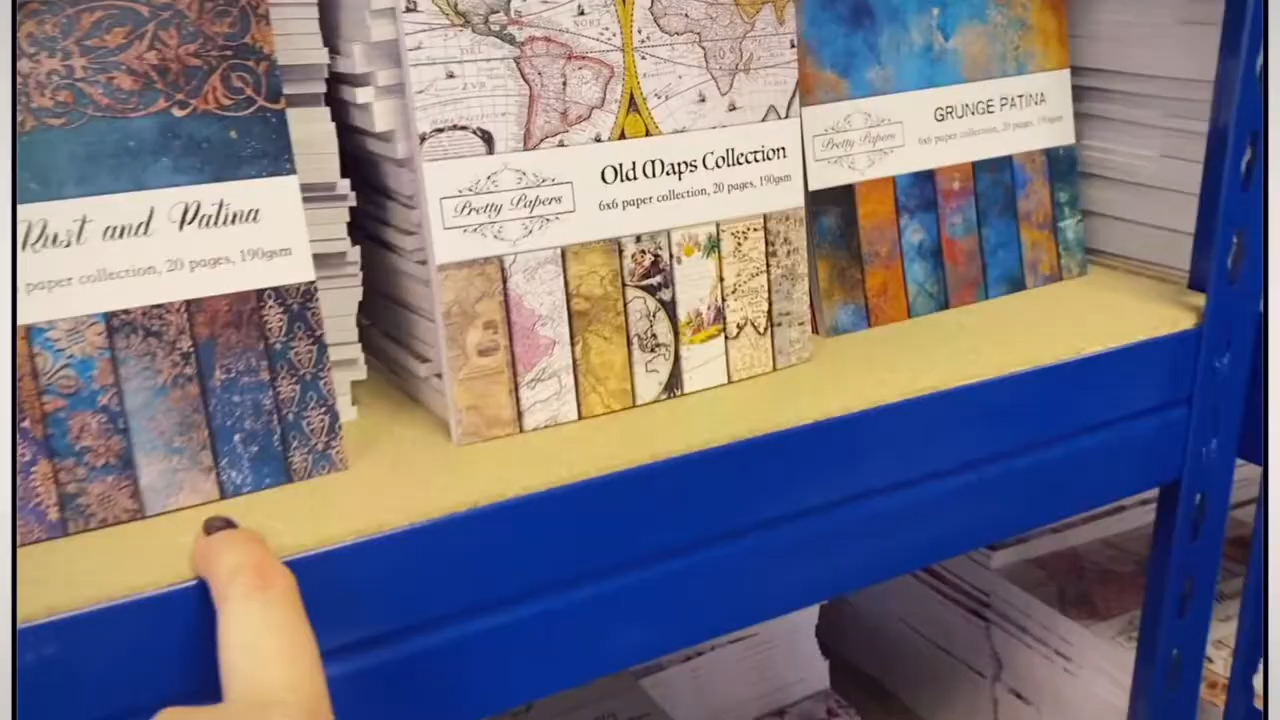 Rust and Patina
paper collection, 20 pages, 190gsm
Old Maps Collection
Pretty Papers
6x6 paper collection, 20 pages, 190gsm
GRUNGE PATINA
Pretty Papers
6x6 paper collection, 20 pages, 190gsm